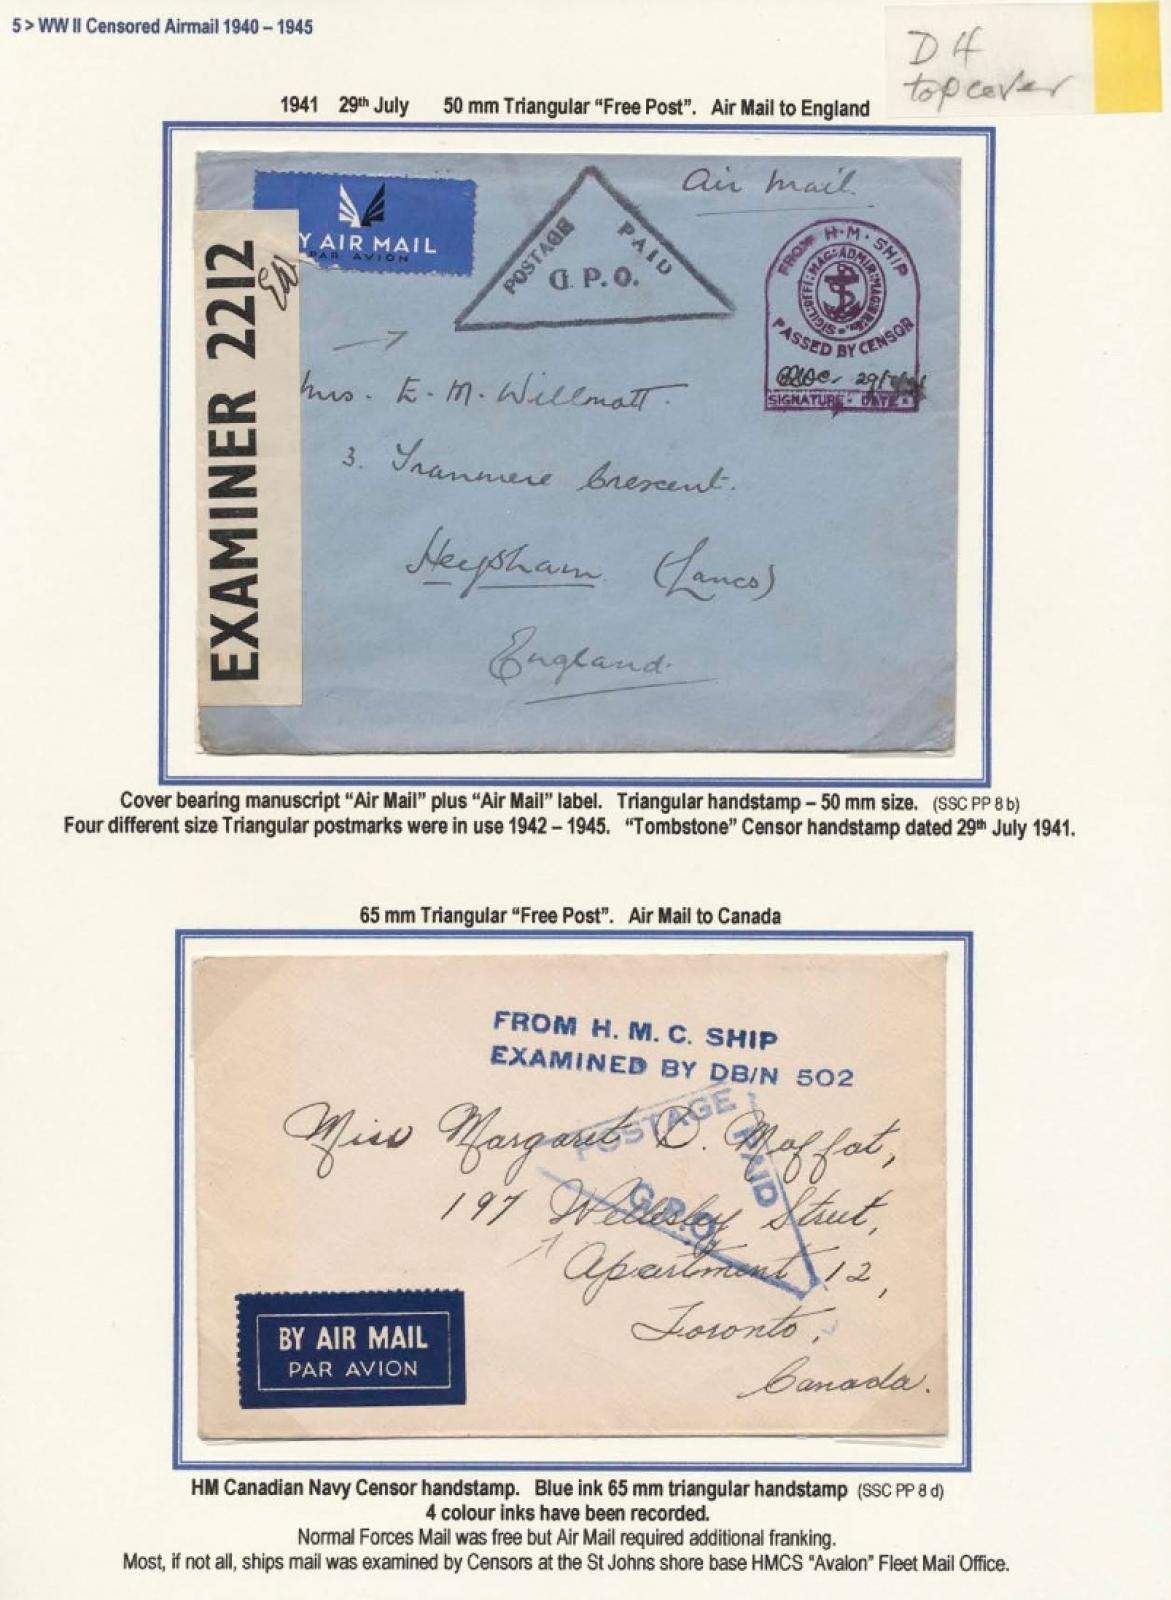 5 > WW II Censored Airmail 1940 – 1945
D H
top cover
1941 29th July 50 mm Triangular “Free Post”. Air Mail to England
Y AIR MAIL
PAR AVION
EXAMINER 2212
POSTAGE PAID
G. P. O.
Air Mail
FROM H·M·SHIP
PASSED BY CENSOR
29/7/41
SIGNATURE · DATE
Mrs. E. M. Willmott.
3. Tranmere Crescent.
Heysham (Lancs)
England.
Cover bearing manuscript “Air Mail” plus “Air Mail” label. Triangular handstamp – 50 mm size. (SSC PP 8 b)
Four different size Triangular postmarks were in use 1942 – 1945. “Tombstone” Censor handstamp dated 29th July 1941.
65 mm Triangular “Free Post”. Air Mail to Canada
FROM H. M. C. SHIP
EXAMINED BY DB/N 502
POSTAGE PAID
G.P.O.
Miss Margaret D. Moffat,
197 Wellesley Street,
Apartment 12,
Toronto,
Canada.
BY AIR MAIL
PAR AVION
HM Canadian Navy Censor handstamp. Blue ink 65 mm triangular handstamp (SSC PP 8 d)
4 colour inks have been recorded.
Normal Forces Mail was free but Air Mail required additional franking.
Most, if not all, ships mail was examined by Censors at the St Johns shore base HMCS “Avalon” Fleet Mail Office.